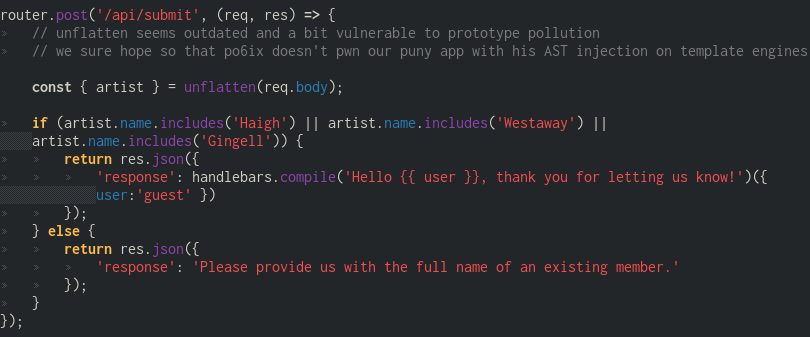 router.post('/api/submit', (req, res) => {
// unflatten seems outdated and a bit vulnerable to prototype pollution
// we sure hope so that po6ix doesn't pwn our puny app with his AST injection on template engines
const { artist } = unflatten(req.body);
if (artist.name.includes('Haigh') || artist.name.includes('Westaway') ||
artist.name.includes('Gingell')) {
return res.json({
'response': handlebars.compile('Hello {{ user }}, thank you for letting us know!')({
user:'guest' })
});
} else {
return res.json({
'response': 'Please provide us with the full name of an existing member.'
});
}
});